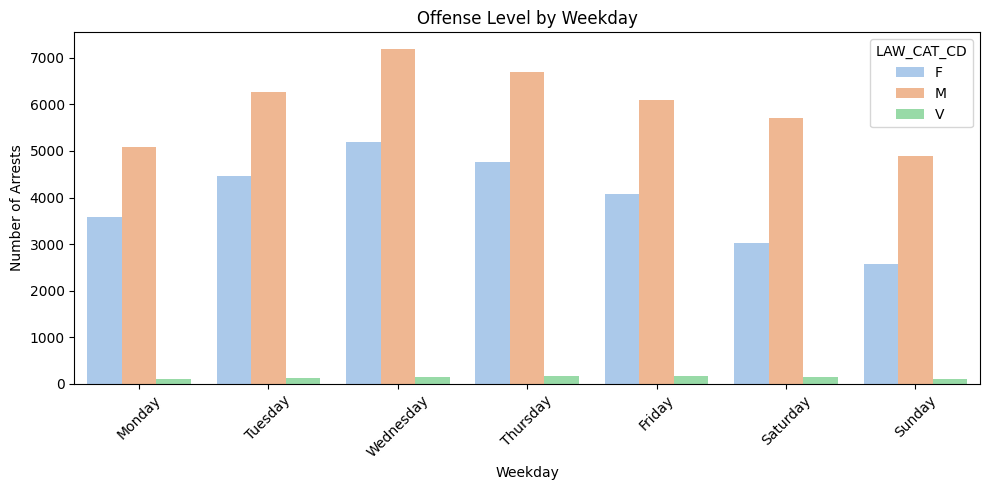 Offense Level by Weekday
LAW_CAT_CD
F
M
V
Number of Arrests
7000
6000
5000
4000
3000
2000
1000
0
Monday
Tuesday
Wednesday
Thursday
Friday
Saturday
Sunday
Weekday